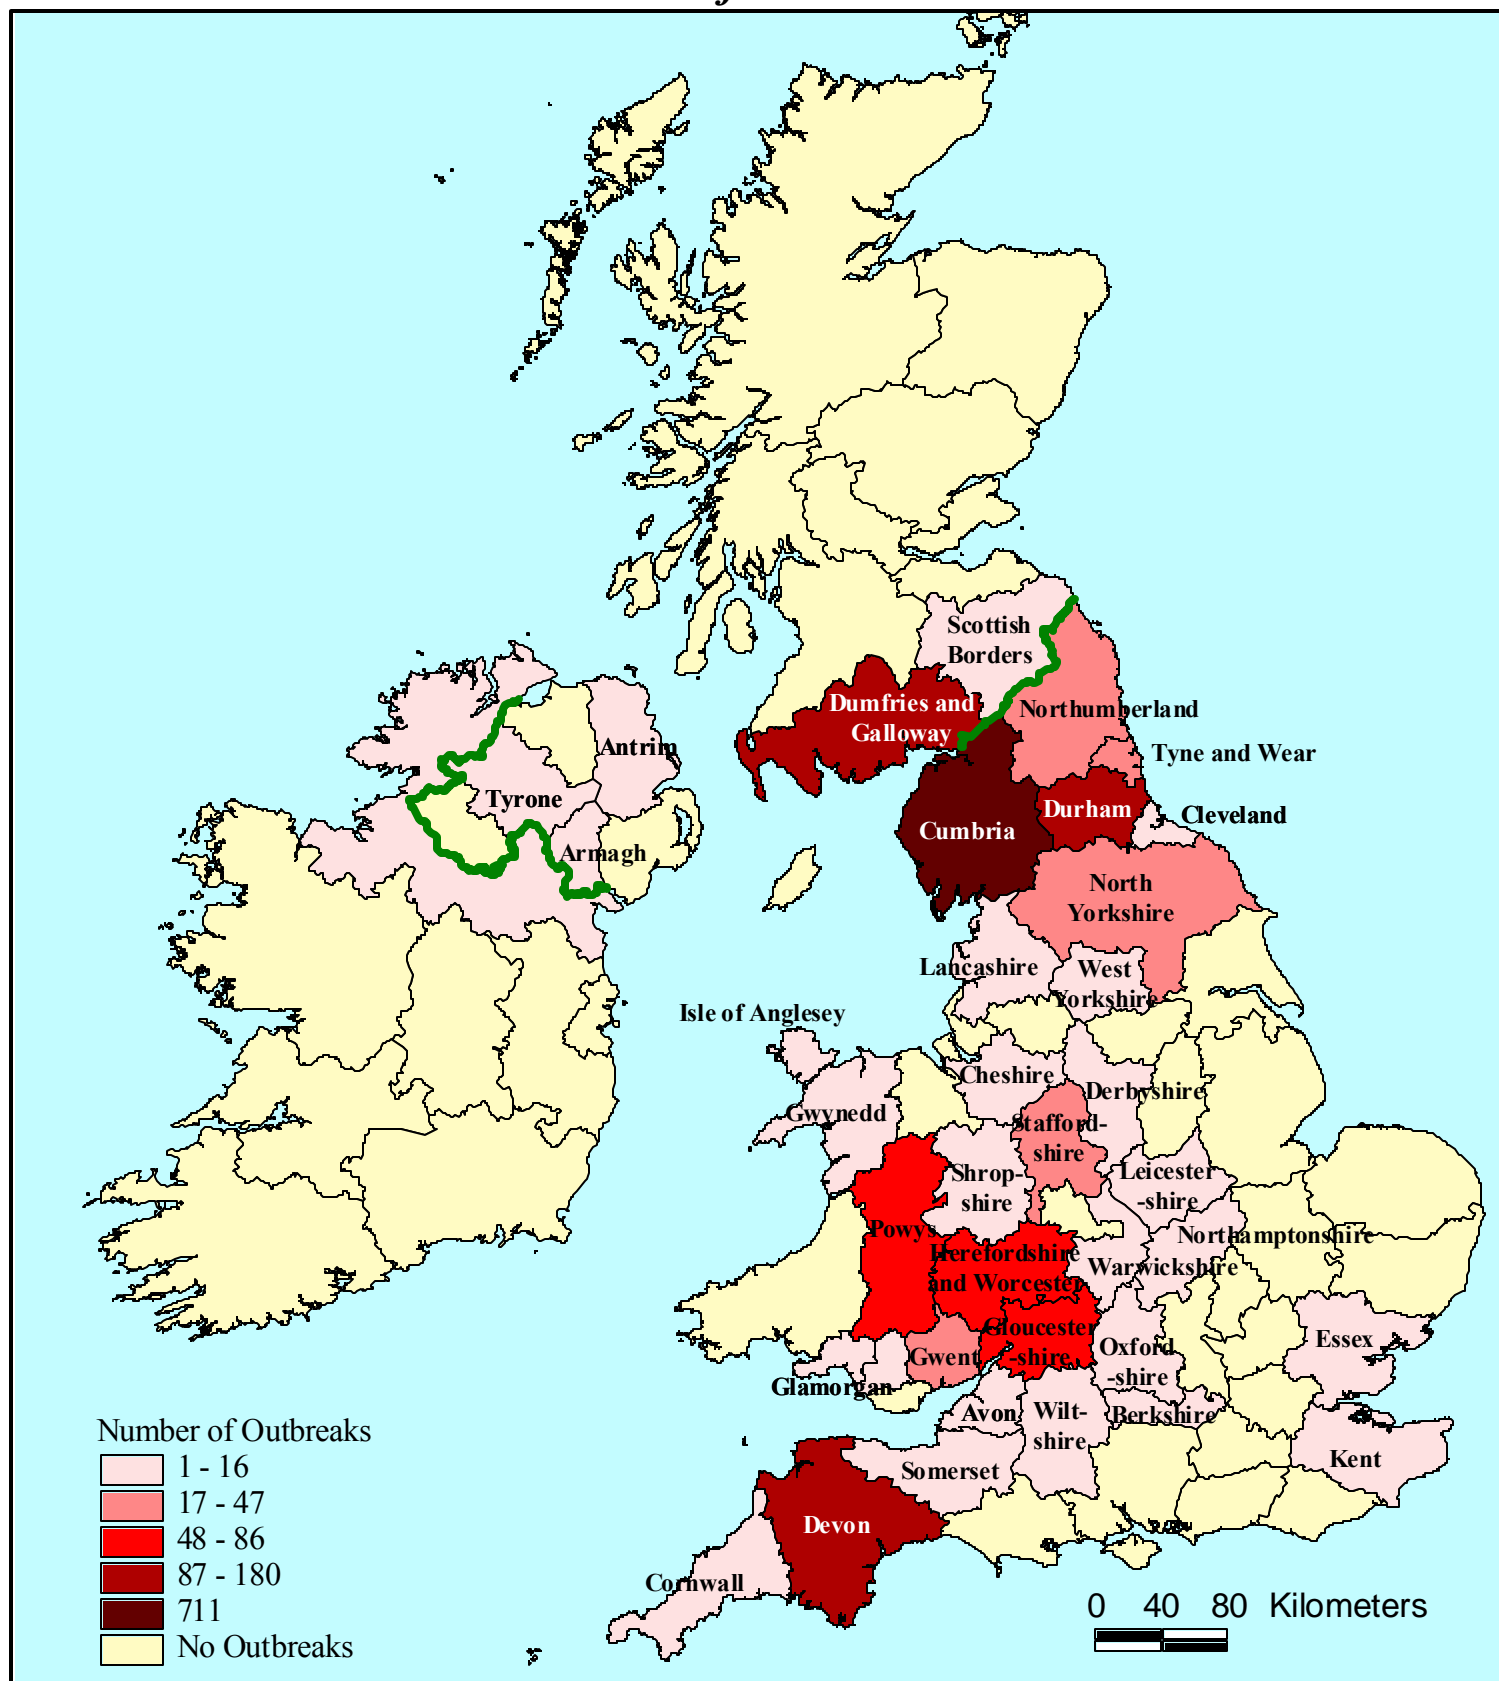 Scottish
Borders
Dumfries and
Galloway
Northumberland
Tyne and Wear
Antrim
Tyrone
Armagh
Cumbria
Durham
Cleveland
North
Yorkshire
Lancashire
West
Yorkshire
Isle of Anglesey
Cheshire
Derbyshire
Gwynedd
Stafford-
shire
Shrop-
shire
Leicester
-shire
Powys
Northamptonshire
Herefordshire
and Worcester
Warwickshire
Gloucester
-shire
Gwent
Oxford
-shire
Essex
Glamorgan
Avon
Wilt-
shire
Berkshire
Somerset
Kent
Devon
Cornwall
Number of Outbreaks
1 - 16
17 - 47
48 - 86
87 - 180
711
No Outbreaks
0 40 80 Kilometers